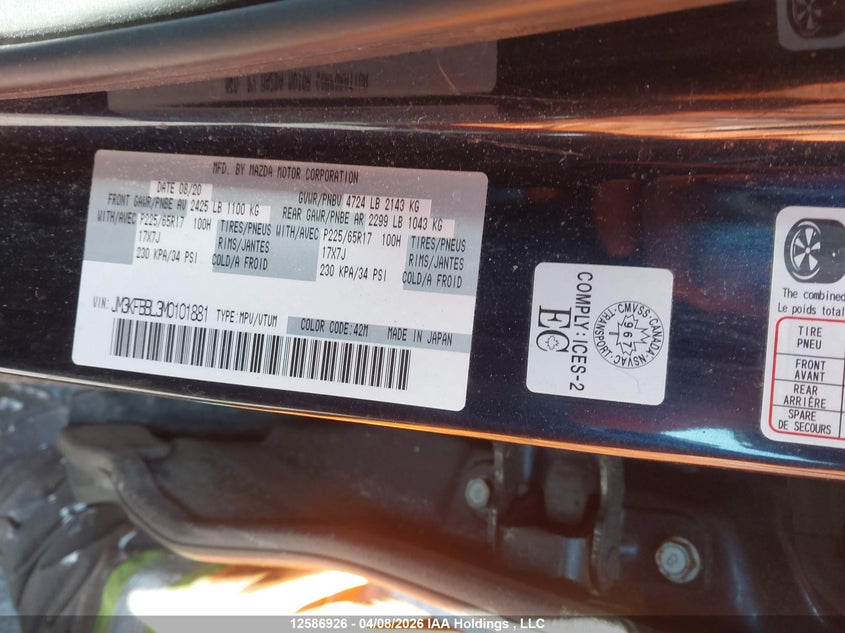 MFD. BY MAZDA MOTOR CORPORATION
DATE 08/20 GVWR/PNBV 4724 LB 2143 KG
FRONT GAWR/PNBE AV 2425 LB 1100 KG REAR GAWR/PNBE AR 2299 LB 1043 KG
WITH/AVEC P225/65R17 100H TIRES/PNEUS WITH/AVEC P225/65R17 100H TIRES/PNEUS
17X7J RIMS/JANTES 17X7J RIMS/JANTES
230 KPA/34 PSI COLD/A FROID 230 KPA/34 PSI COLD/A FROID
VIN: JM3KFBBL3M0101881 TYPE:MPV/VTUM
COLOR CODE:42M MADE IN JAPAN
COMPLY:ICES-2
EC
CANADA·NSVAC·TRANSPORT·CMVSS·
967
The combined
Le poids total
TIRE
PNEU
FRONT
AVANT
REAR
ARRIÈRE
SPARE
DE SECOURS
12586926 - 04/08/2026 IAA Holdings , LLC